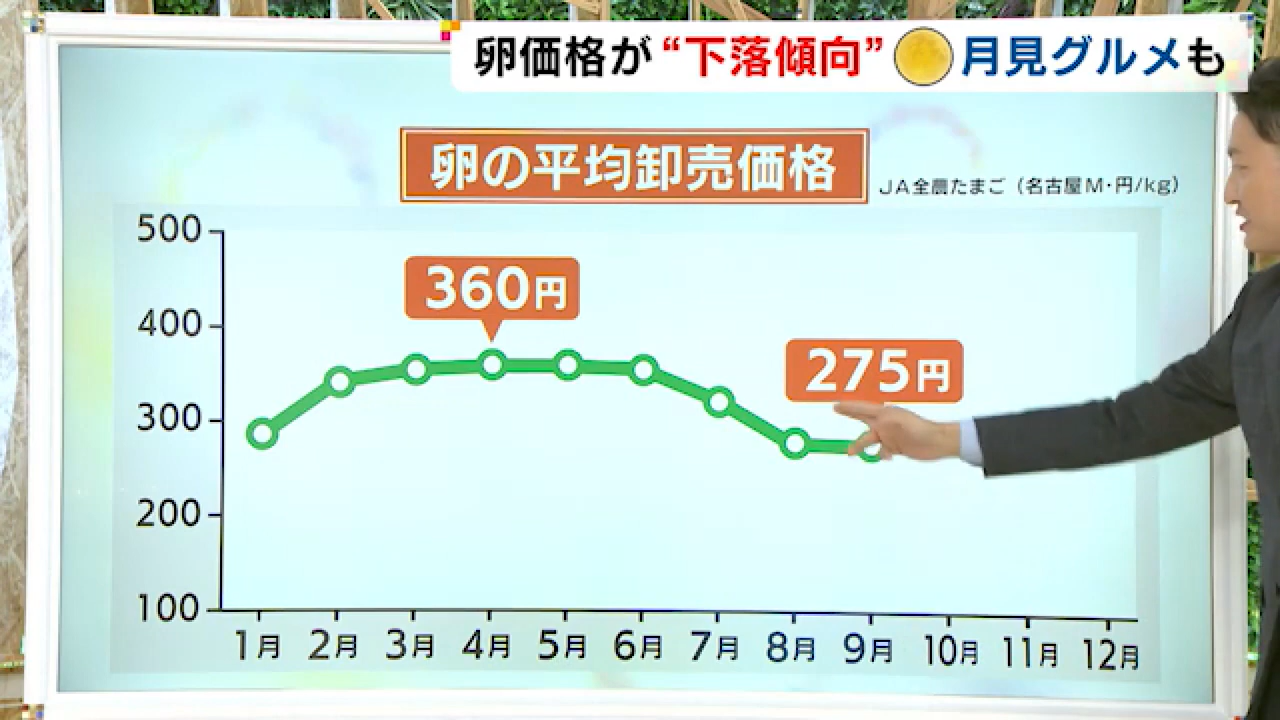 卵価格が“下落傾向”月見グルメも
卵の平均卸売価格
JA全農たまご（名古屋M・円/kg）
500
400
300
200
100
360円
275円
1月 2月 3月 4月 5月 6月 7月 8月 9月 10月 11月 12月